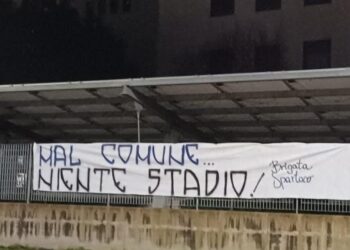 MAL COMUNE...
NIENTE STADIO!
Brigata
Spartaco